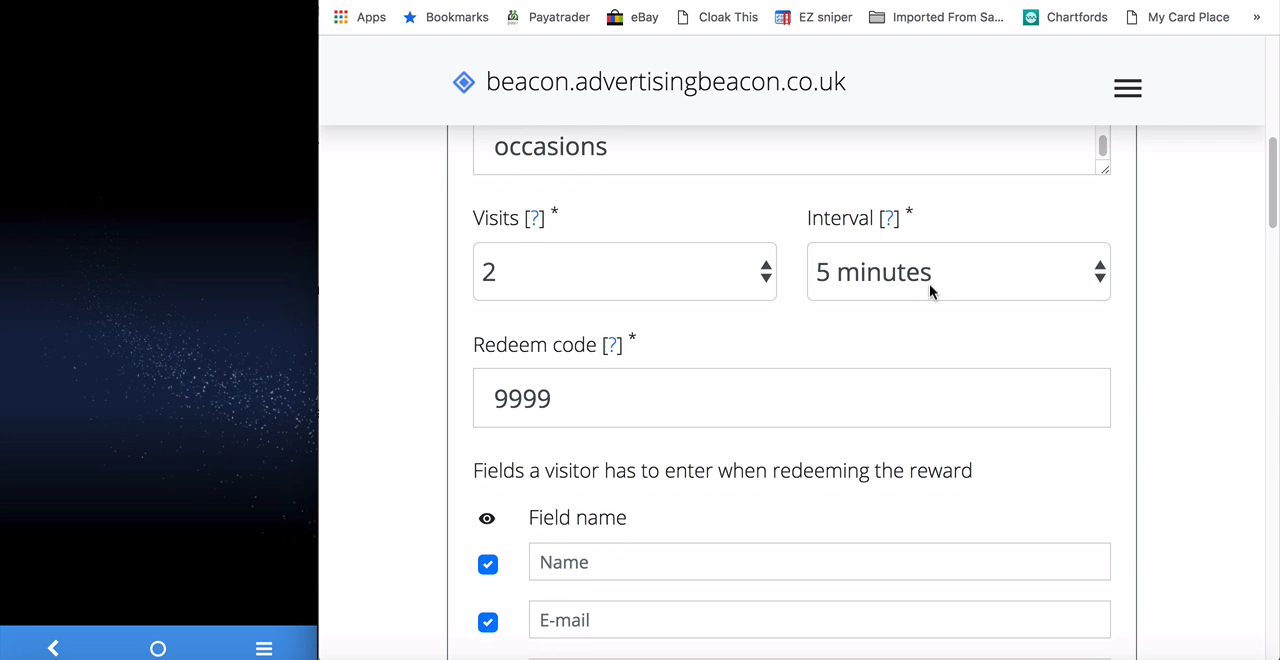 Apps Bookmarks Payatrader eBay Cloak This EZ sniper Imported From Sa... Chartfords My Card Place »
beacon.advertisingbeacon.co.uk
occasions
Visits [?] * Interval [?] *
2 5 minutes
Redeem code [?] *
9999
Fields a visitor has to enter when redeeming the reward
Field name
Name
E-mail